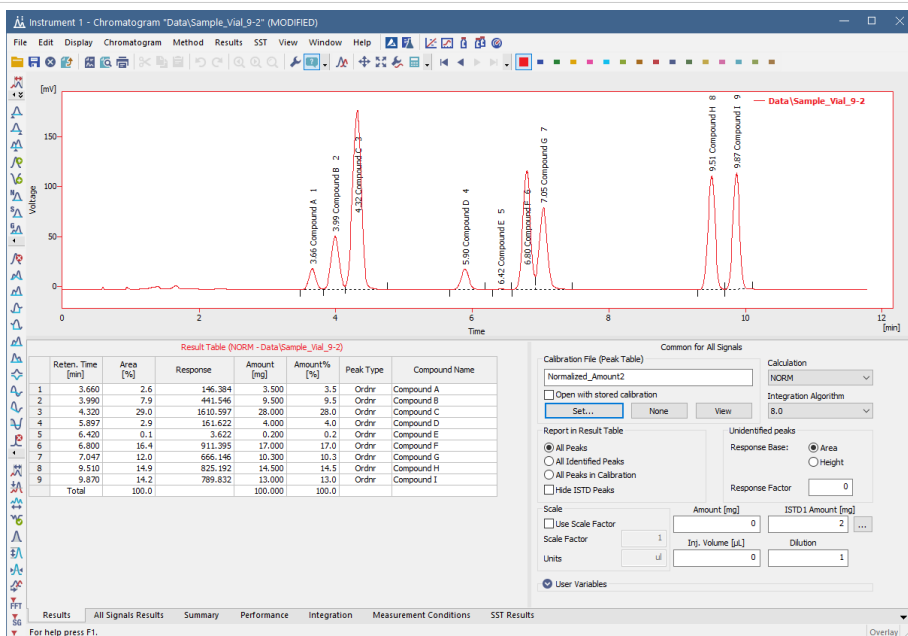 Instrument 1 - Chromatogram "Data\Sample_Vial_9-2" (MODIFIED)
File Edit Display Chromatogram Method Results SST View Window Help
[mV]
Data\Sample_Vial_9-2
150
100
50
0
Voltage
3.66 Compound A 1
3.99 Compound B 2
4.32 Compound C 3
5.90 Compound D 4
6.42 Compound E 5
6.80 Compound F 6
7.05 Compound G 7
9.51 Compound H 8
9.87 Compound I 9
0 2 4 6 8 10 12
Time
[min]
Result Table (NORM - Data\Sample_Vial_9-2)
Reten. Time [min] Area [%] Response Amount [mg] Amount% [%] Peak Type Compound Name
1 3.660 2.6 146.384 3.500 3.5 Ordnr Compound A
2 3.990 7.9 441.546 9.500 9.5 Ordnr Compound B
3 4.320 29.0 1610.597 28.000 28.0 Ordnr Compound C
4 5.897 2.9 161.622 4.000 4.0 Ordnr Compound D
5 6.420 0.1 3.622 0.200 0.2 Ordnr Compound E
6 6.800 16.4 911.395 17.000 17.0 Ordnr Compound F
7 7.047 12.0 666.146 10.300 10.3 Ordnr Compound G
8 9.510 14.9 825.192 14.500 14.5 Ordnr Compound H
9 9.870 14.2 789.832 13.000 13.0 Ordnr Compound I
Total 100.0 100.000 100.0
Common for All Signals
Calibration File (Peak Table)
Normalized_Amount2
Open with stored calibration
Set... None View
Calculation
NORM
Integration Algorithm
8.0
Report in Result Table
All Peaks
All Identified Peaks
All Peaks in Calibration
Hide ISTD Peaks
Unidentified peaks
Response Base: Area
Height
Response Factor 0
Scale
Use Scale Factor
Scale Factor 1
Units ul
Amount [mg]
0
ISTD1 Amount [mg]
2 ...
Inj. Volume [µL]
0
Dilution
1
User Variables
Results All Signals Results Summary Performance Integration Measurement Conditions SST Results
For help press F1.
Overlay
FFT
SG